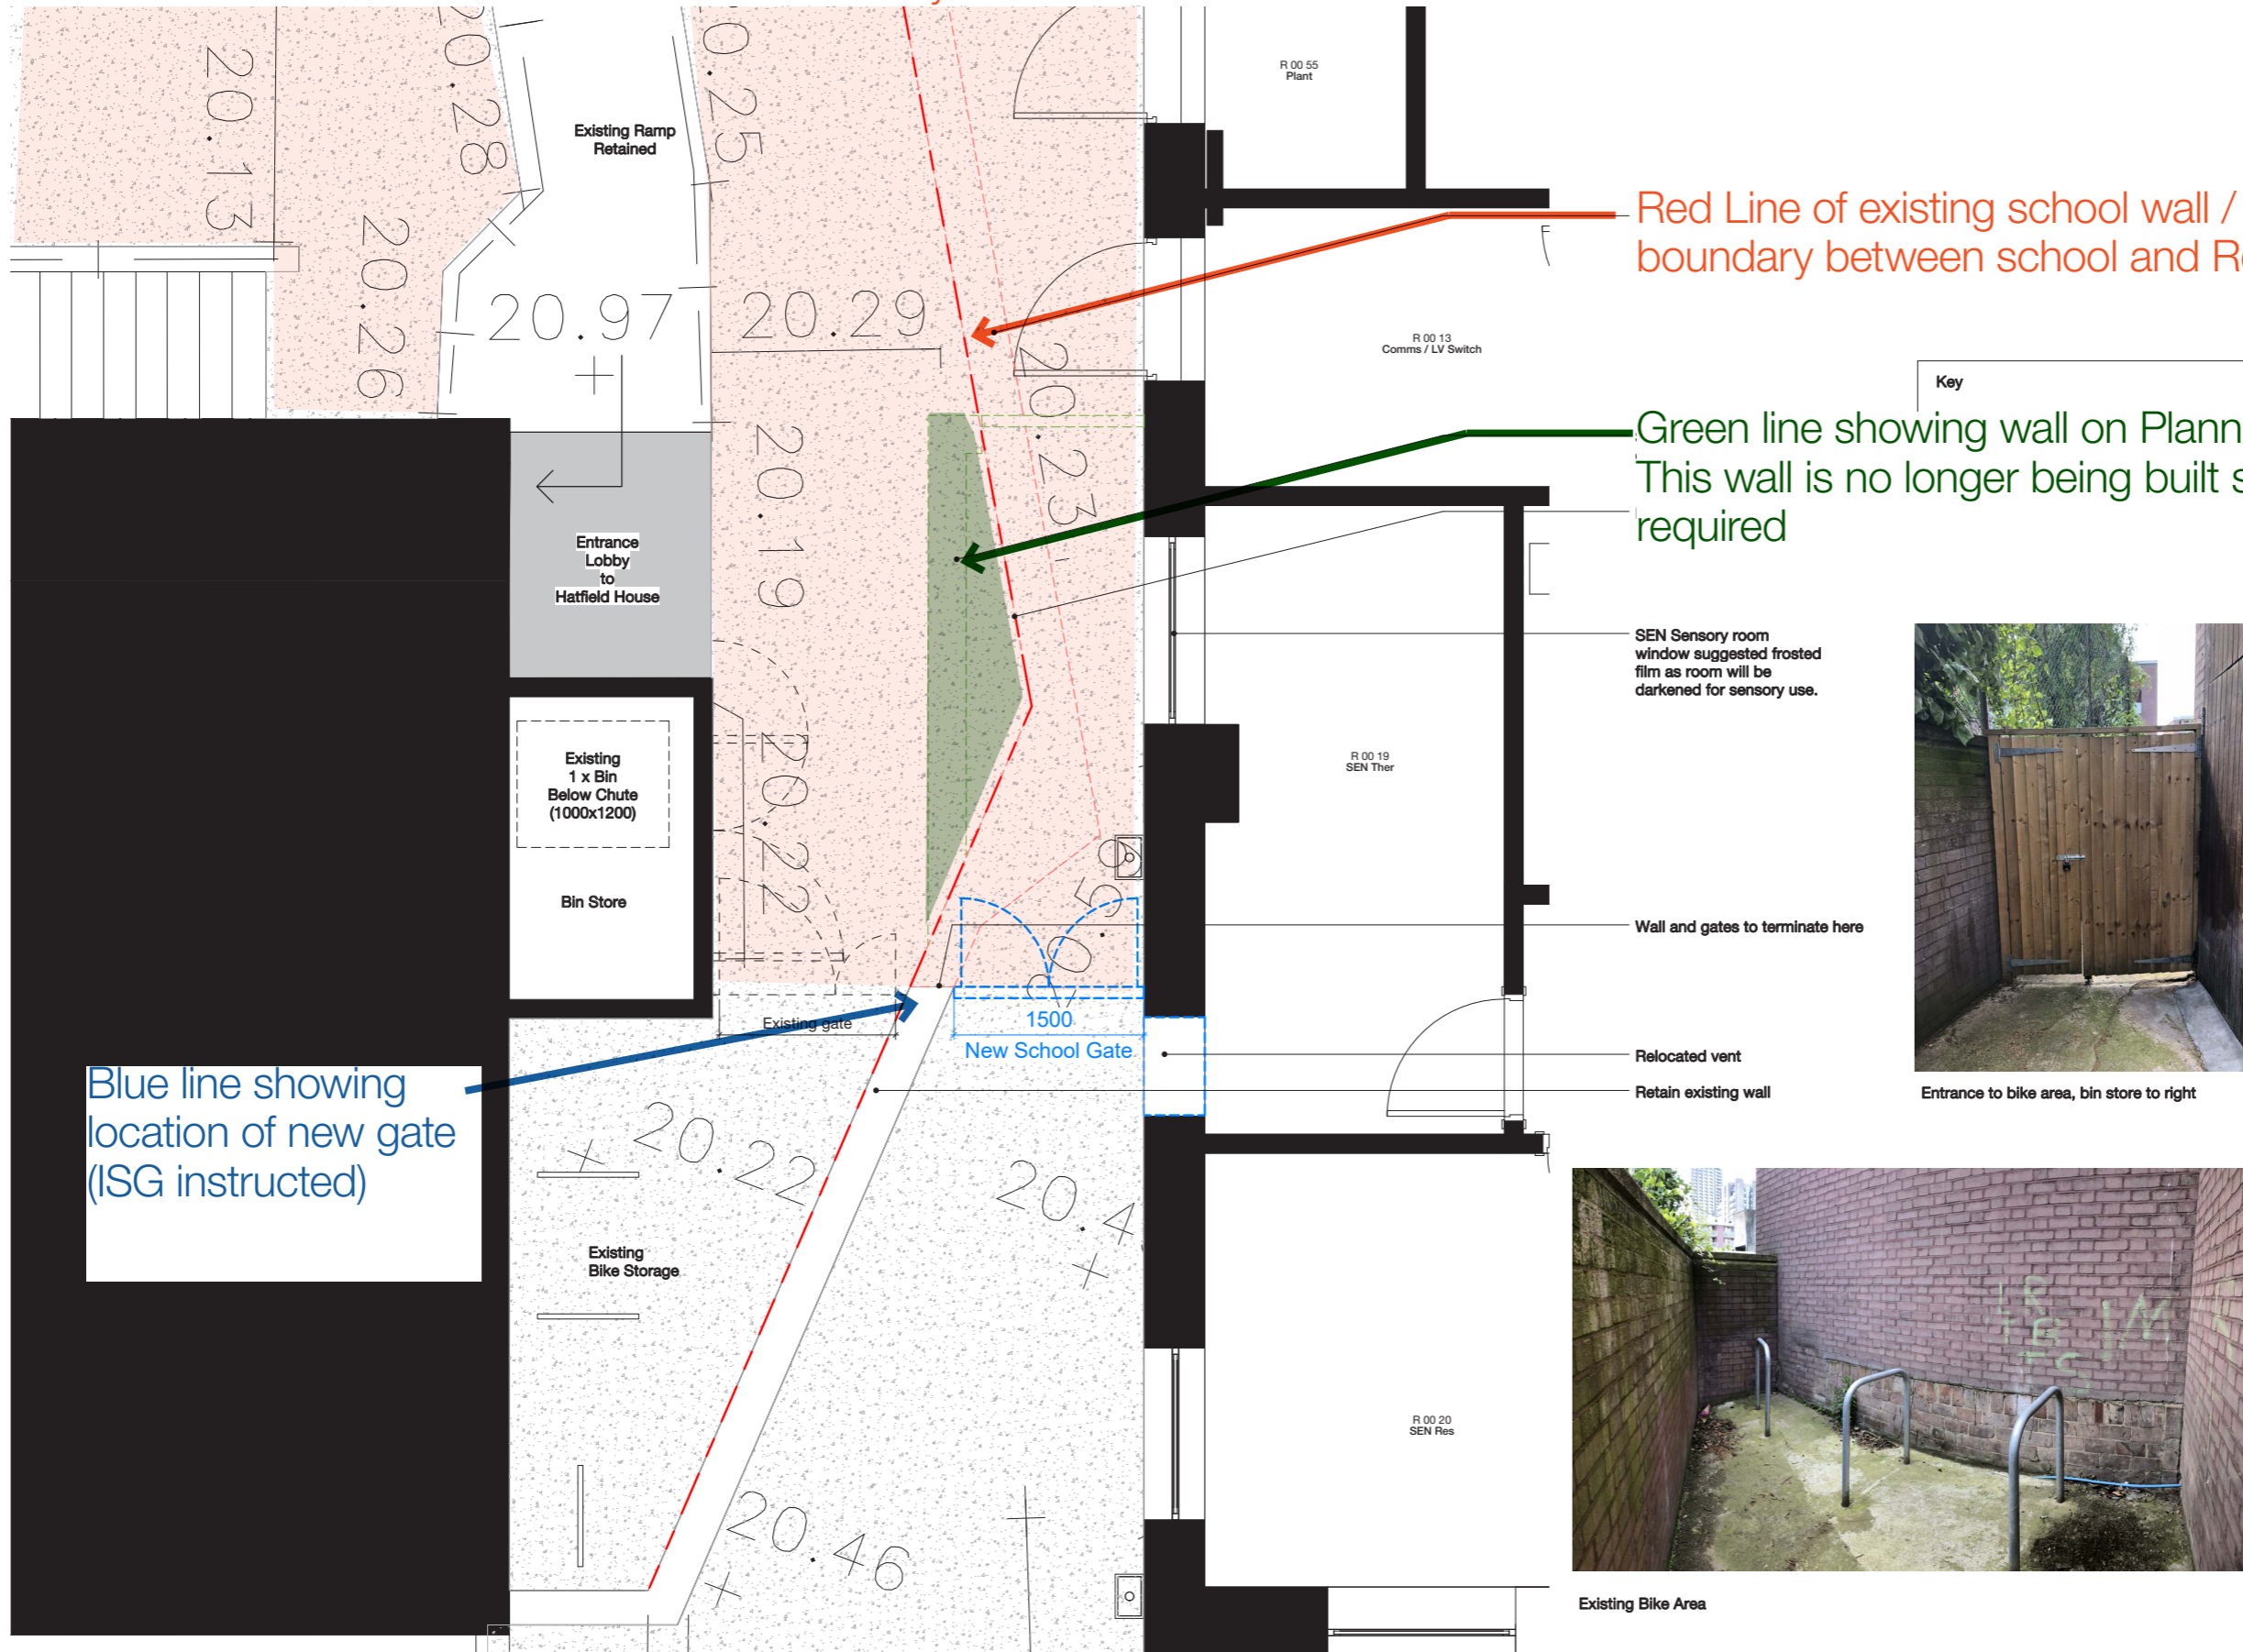 20.13
20.28
20.25
Existing Ramp
Retained
R 00 55
Plant
Red Line of existing school wall /
boundary between school and R
20.26
20.97
20.29
20.23
R 00 13
Comms / LV Switch
Key
Green line showing wall on Plann
This wall is no longer being built s
required
20.19
Entrance
Lobby
to
Hatfield House
SEN Sensory room
window suggested frosted
film as room will be
darkened for sensory use.
Existing
1 x Bin
Below Chute
(1000x1200)
20.22
R 00 19
SEN Ther
Bin Store
Wall and gates to terminate here
Existing gate
1500
New School Gate
Relocated vent
Retain existing wall
Entrance to bike area, bin store to right
Blue line showing
location of new gate
(ISG instructed)
20.22
20.4
Existing
Bike Storage
R 00 20
SEN Res
20.46
Existing Bike Area